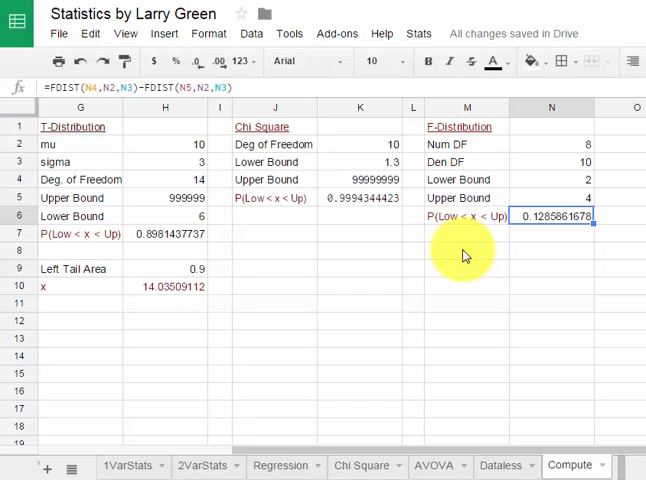 Statistics by Larry Green
File Edit View Insert Format Data Tools Add-ons Help Stats All changes saved in Drive
$ % .0 .00 123 Arial 10 B I S A
fx =FDIST(N4,N2,N3)-FDIST(N5,N2,N3)
G H I J K L M N O
1 T-Distribution Chi Square F-Distribution
2 mu 10 Deg of Freedom 10 Num DF 8
3 sigma 3 Lower Bound 1.3 Den DF 10
4 Deg. of Freedom 14 Upper Bound 99999999 Lower Bound 2
5 Upper Bound 999999 P(Low < x < Up) 0.9994344423 Upper Bound 4
6 Lower Bound 6 P(Low < x < Up) 0.1285861678
7 P(Low < x < Up) 0.8981437737
8
9 Left Tail Area 0.9
10 x 14.03509112
11
12
13
14
15
16
17
18
19
+ 1VarStats 2VarStats Regression Chi Square AVOVA Dataless Compute